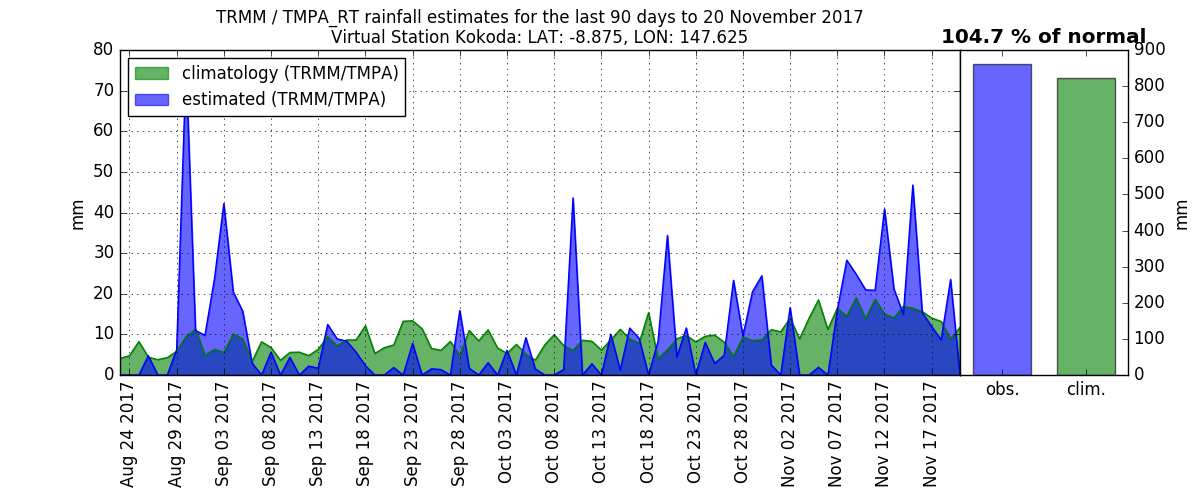 TRMM / TMPA_RT rainfall estimates for the last 90 days to 20 November 2017
Virtual Station Kokoda: LAT: -8.875, LON: 147.625
104.7 % of normal
climatology (TRMM/TMPA)
estimated (TRMM/TMPA)
mm
80
70
60
50
40
30
20
10
0
Aug 24 2017
Aug 29 2017
Sep 03 2017
Sep 08 2017
Sep 13 2017
Sep 18 2017
Sep 23 2017
Sep 28 2017
Oct 03 2017
Oct 08 2017
Oct 13 2017
Oct 18 2017
Oct 23 2017
Oct 28 2017
Nov 02 2017
Nov 07 2017
Nov 12 2017
Nov 17 2017
obs.
clim.
900
800
700
600
500
400
300
200
100
0
mm